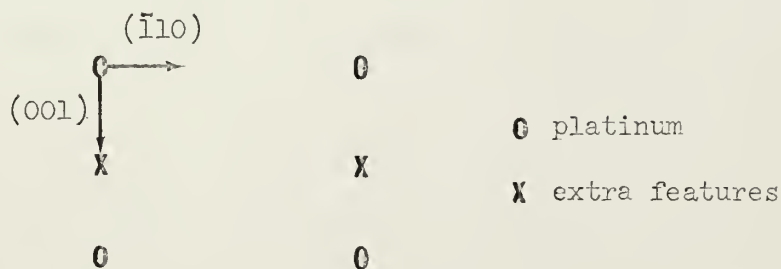 (1̄10)
O O
(001)
O platinum
X X
X extra features
O O